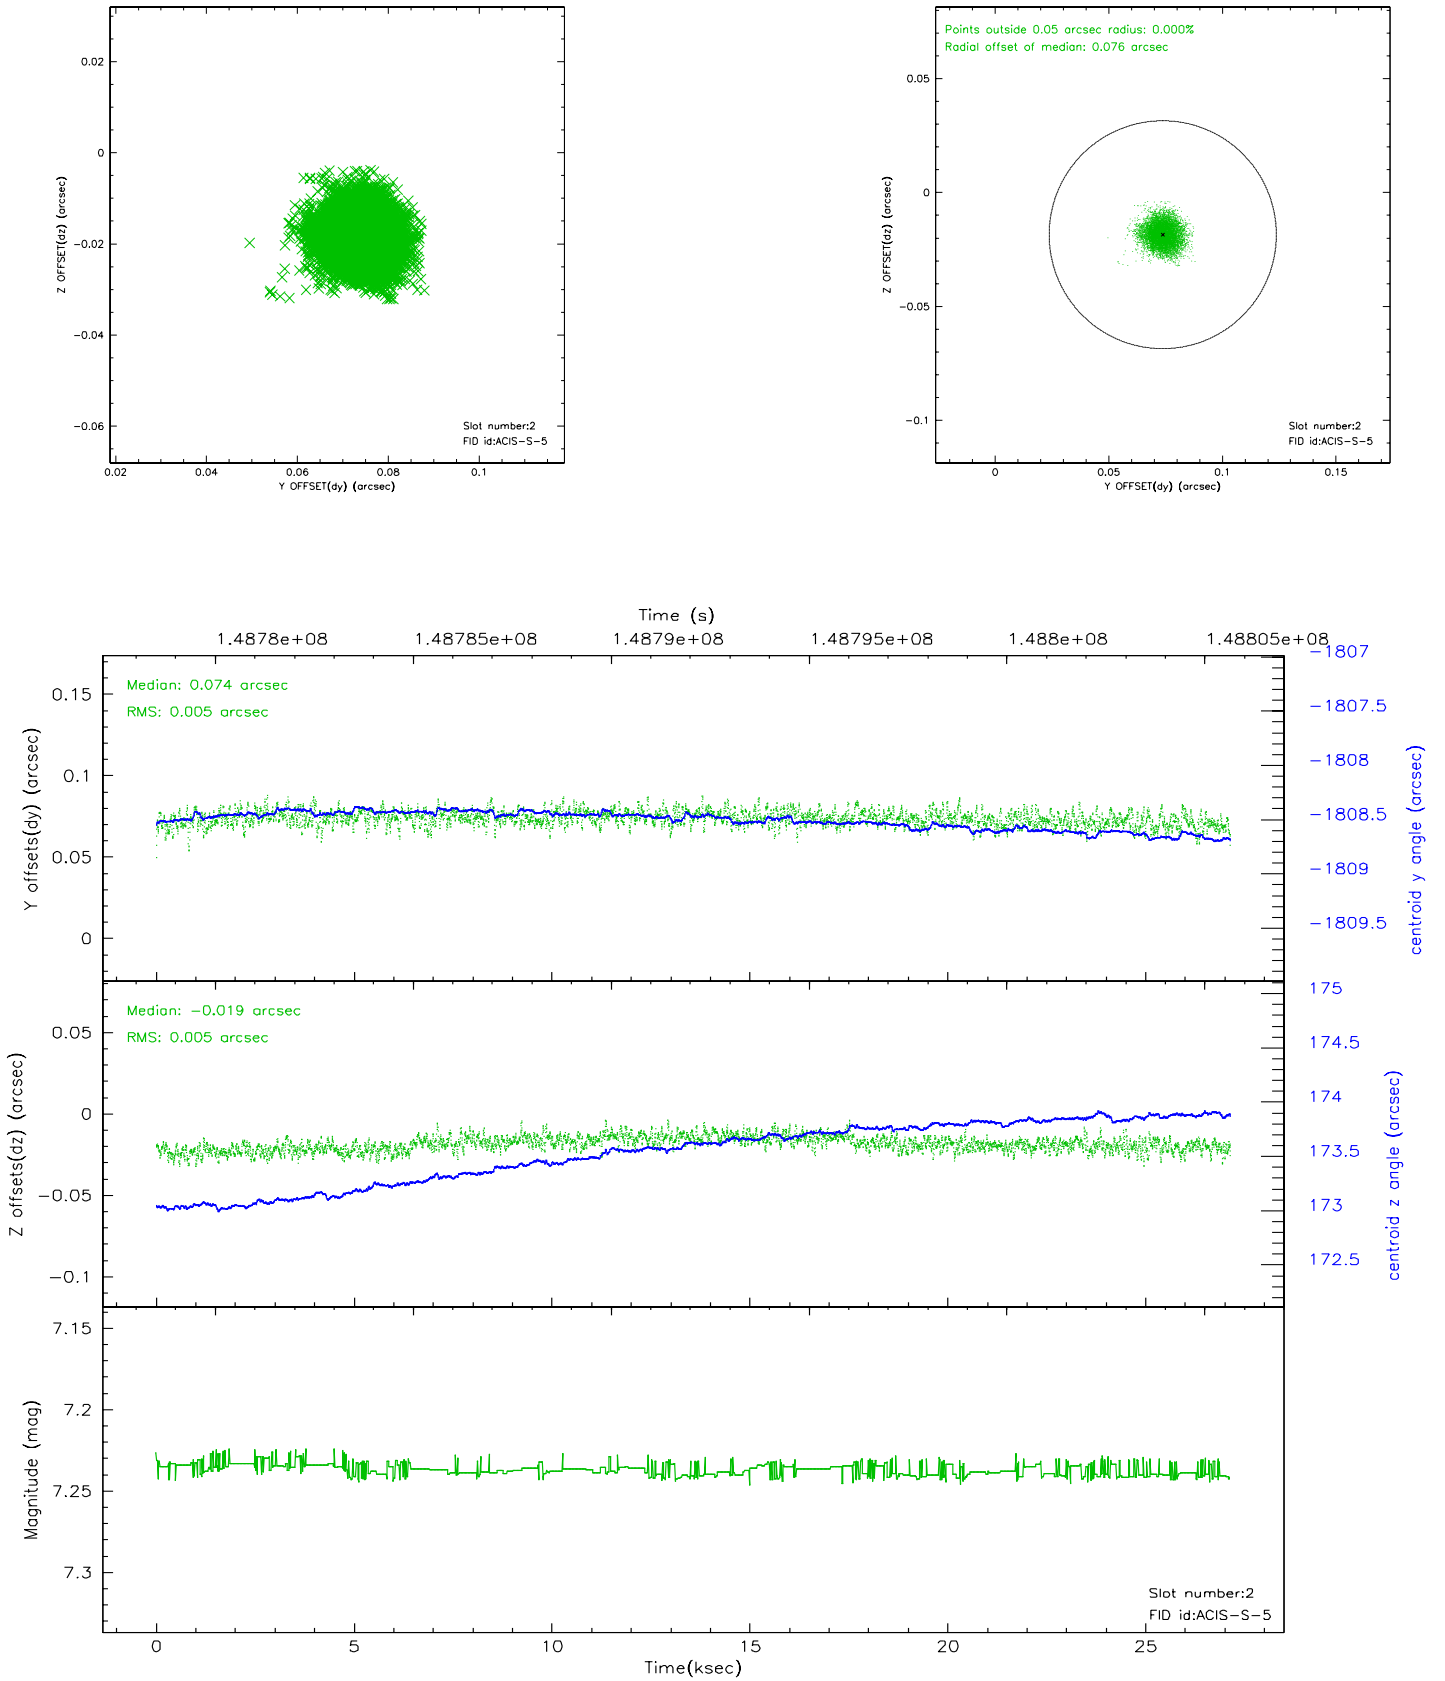 0.02
0
−0.02
−0.04
−0.06
Z OFFSET(dz) (arcsec)
Slot number:2
FID id:ACIS−S−5
0.02 0.04 0.06 0.08 0.1
Y OFFSET(dy) (arcsec)
Points outside 0.05 arcsec radius: 0.000%
Radial offset of median: 0.076 arcsec
0.05
0
−0.05
−0.1
Z OFFSET(dz) (arcsec)
Slot number:2
FID id:ACIS−S−5
0 0.05 0.1 0.15
Y OFFSET(dy) (arcsec)
Time (s)
1.4878e+08 1.48785e+08 1.4879e+08 1.48795e+08 1.488e+08 1.48805e+08
Median: 0.074 arcsec
RMS: 0.005 arcsec
0.15
0.1
0.05
0
Y offsets(dy) (arcsec)
−1807
−1807.5
−1808
−1808.5
−1809
−1809.5
centroid y angle (arcsec)
Median: −0.019 arcsec
RMS: 0.005 arcsec
0.05
0
−0.05
−0.1
Z offsets(dz) (arcsec)
175
174.5
174
173.5
173
172.5
centroid z angle (arcsec)
7.15
7.2
7.25
7.3
Magnitude (mag)
Slot number:2
FID id:ACIS−S−5
0 5 10 15 20 25
Time(ksec)